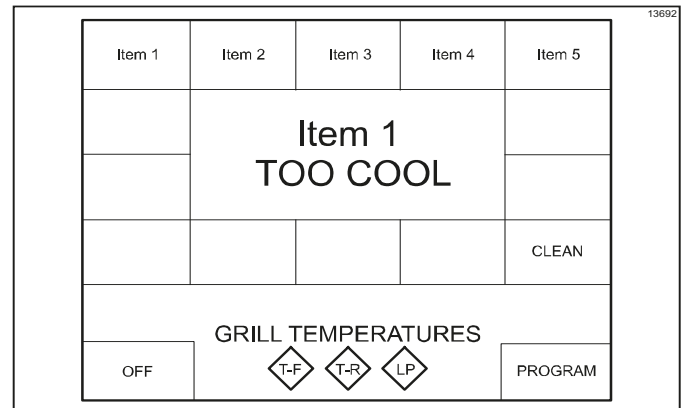 13692
Item 1 Item 2 Item 3 Item 4 Item 5
Item 1
TOO COOL
CLEAN
GRILL TEMPERATURES
OFF T-F T-R LP PROGRAM